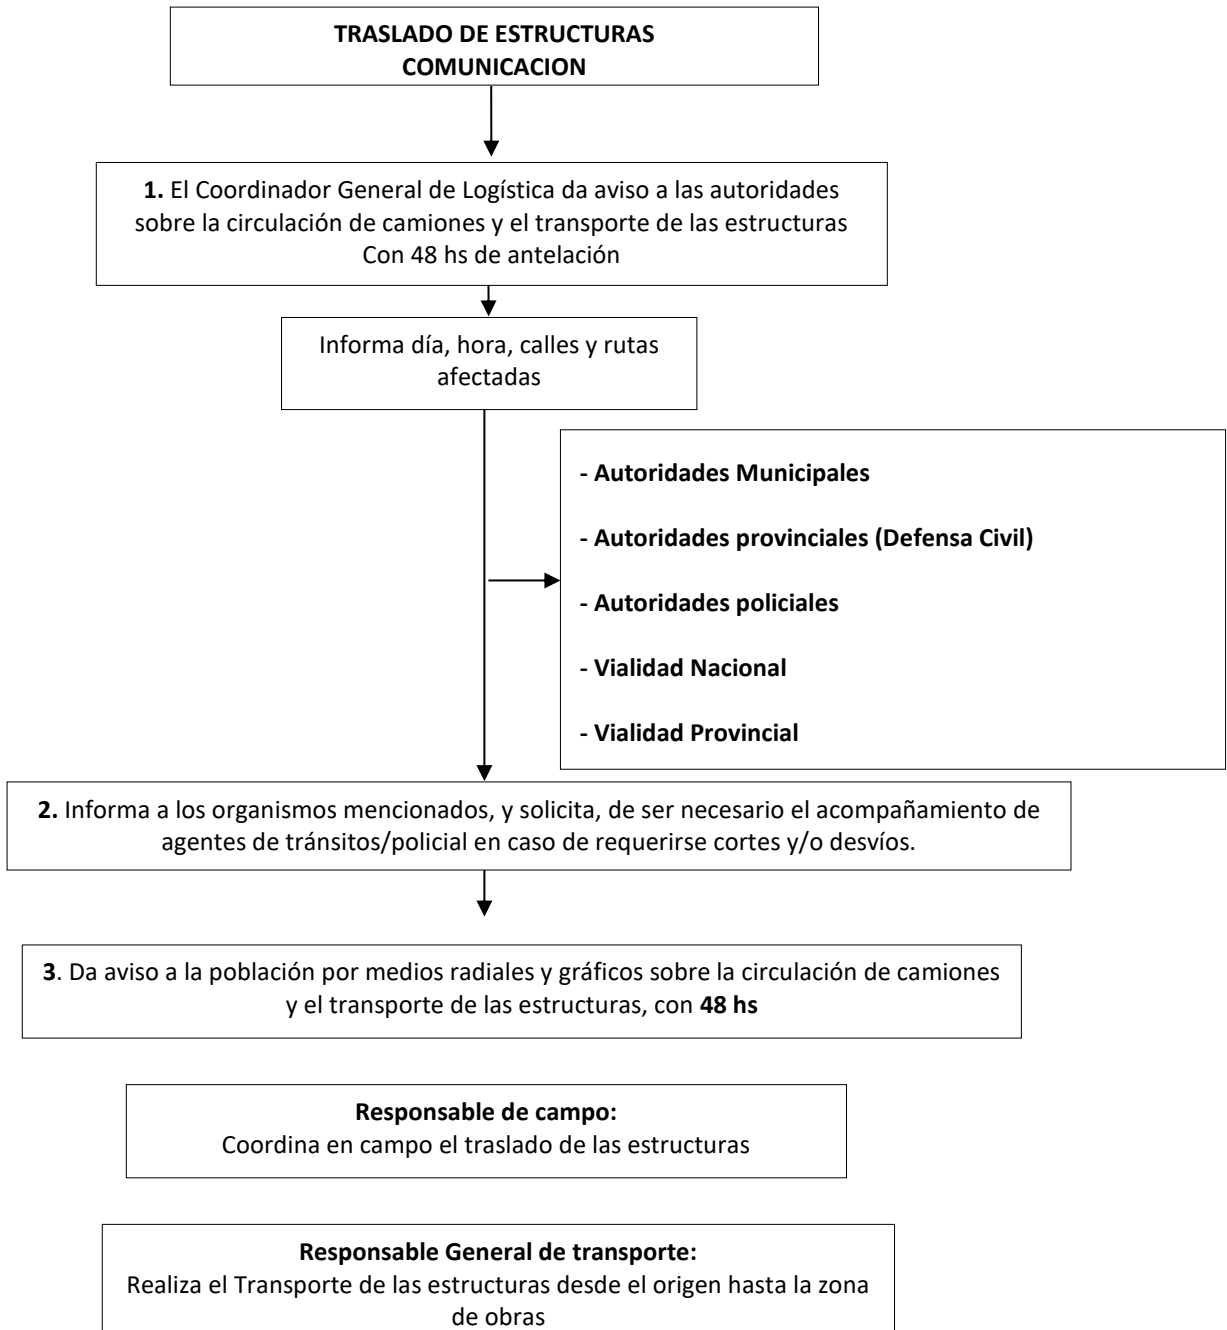 TRASLADO DE ESTRUCTURAS
COMUNICACION
1. El Coordinador General de Logística da aviso a las autoridades
sobre la circulación de camiones y el transporte de las estructuras
Con 48 hs de antelación
Informa día, hora, calles y rutas
afectadas
- Autoridades Municipales
- Autoridades provinciales (Defensa Civil)
- Autoridades policiales
- Vialidad Nacional
- Vialidad Provincial
2. Informa a los organismos mencionados, y solicita, de ser necesario el acompañamiento de
agentes de tránsitos/policial en caso de requerirse cortes y/o desvíos.
3. Da aviso a la población por medios radiales y gráficos sobre la circulación de camiones
y el transporte de las estructuras, con 48 hs
Responsable de campo:
Coordina en campo el traslado de las estructuras
Responsable General de transporte:
Realiza el Transporte de las estructuras desde el origen hasta la zona
de obras